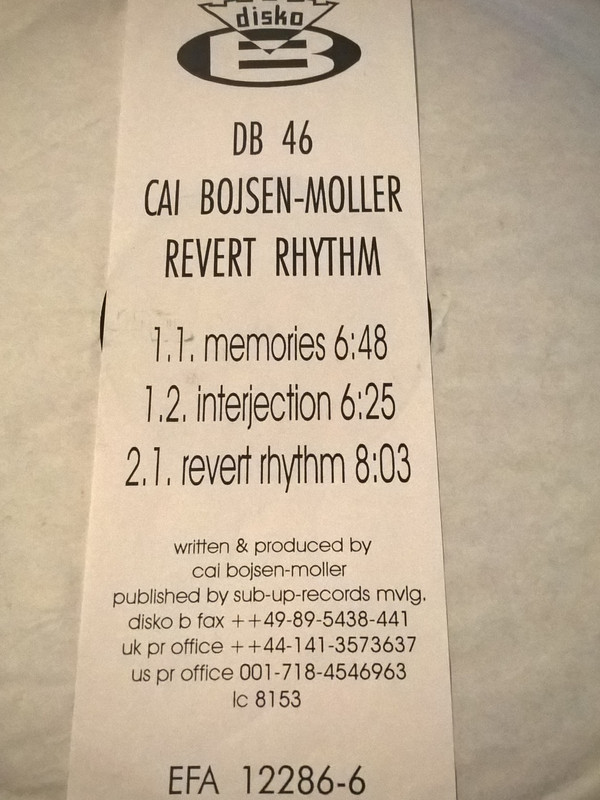 disko
B
DB 46
CAI BOJSEN-MOLLER
REVERT RHYTHM
1.1. memories 6:48
1.2. interjection 6:25
2.1. revert rhythm 8:03
written & produced by
cai bojsen-moller
published by sub-up-records mvlg.
disko b fax ++49-89-5438-441
uk pr office ++44-141-3573637
us pr office 001-718-4546963
lc 8153
EFA 12286-6